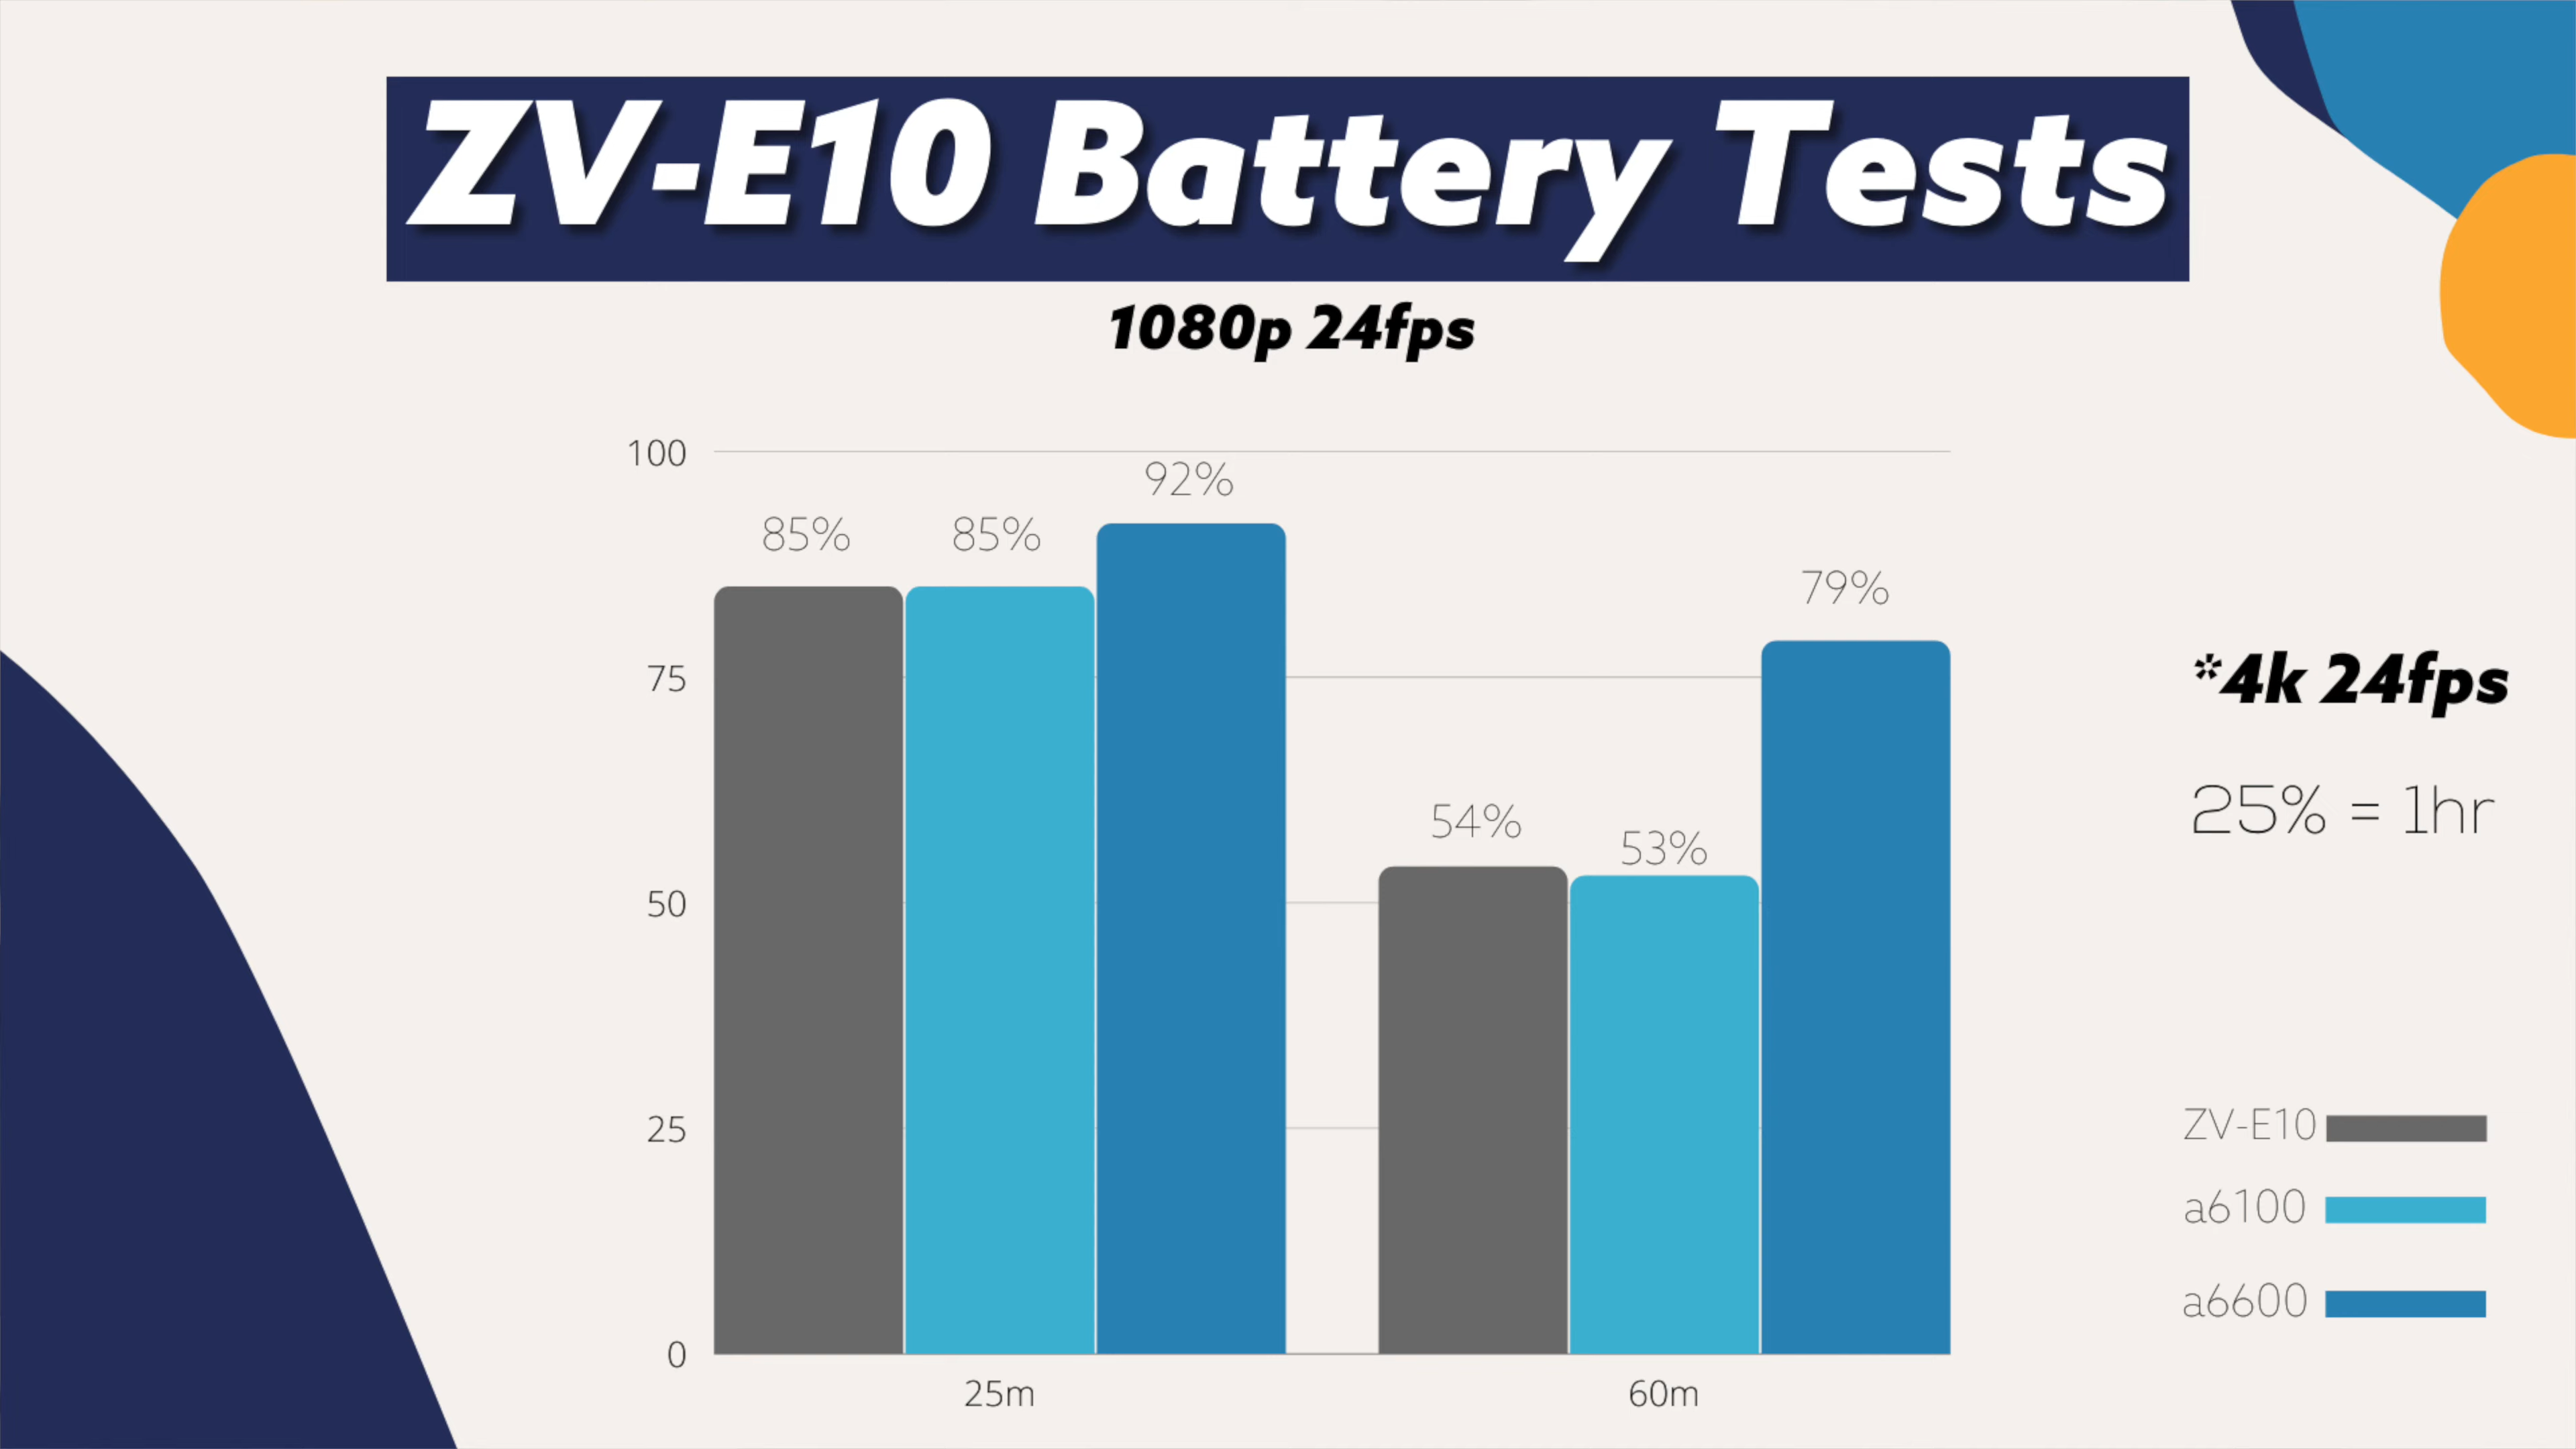 ZV-E10 Battery Tests
1080p 24fps
100
92%
85%
85%
79%
75
54%
53%
50
25
0
25m
60m
*4k 24fps
25% = 1hr
ZV-E10
a6100
a6600